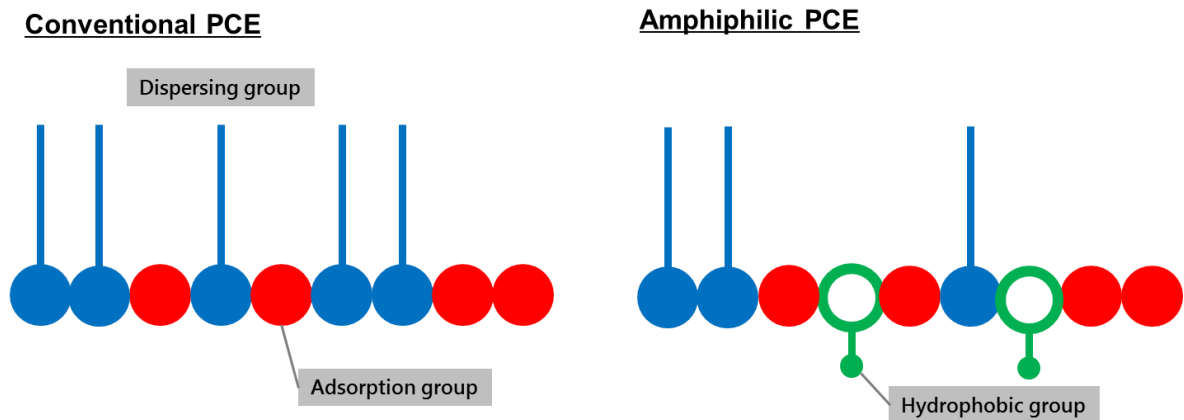 Conventional PCE
Amphiphilic PCE
Dispersing group
Adsorption group
Hydrophobic group